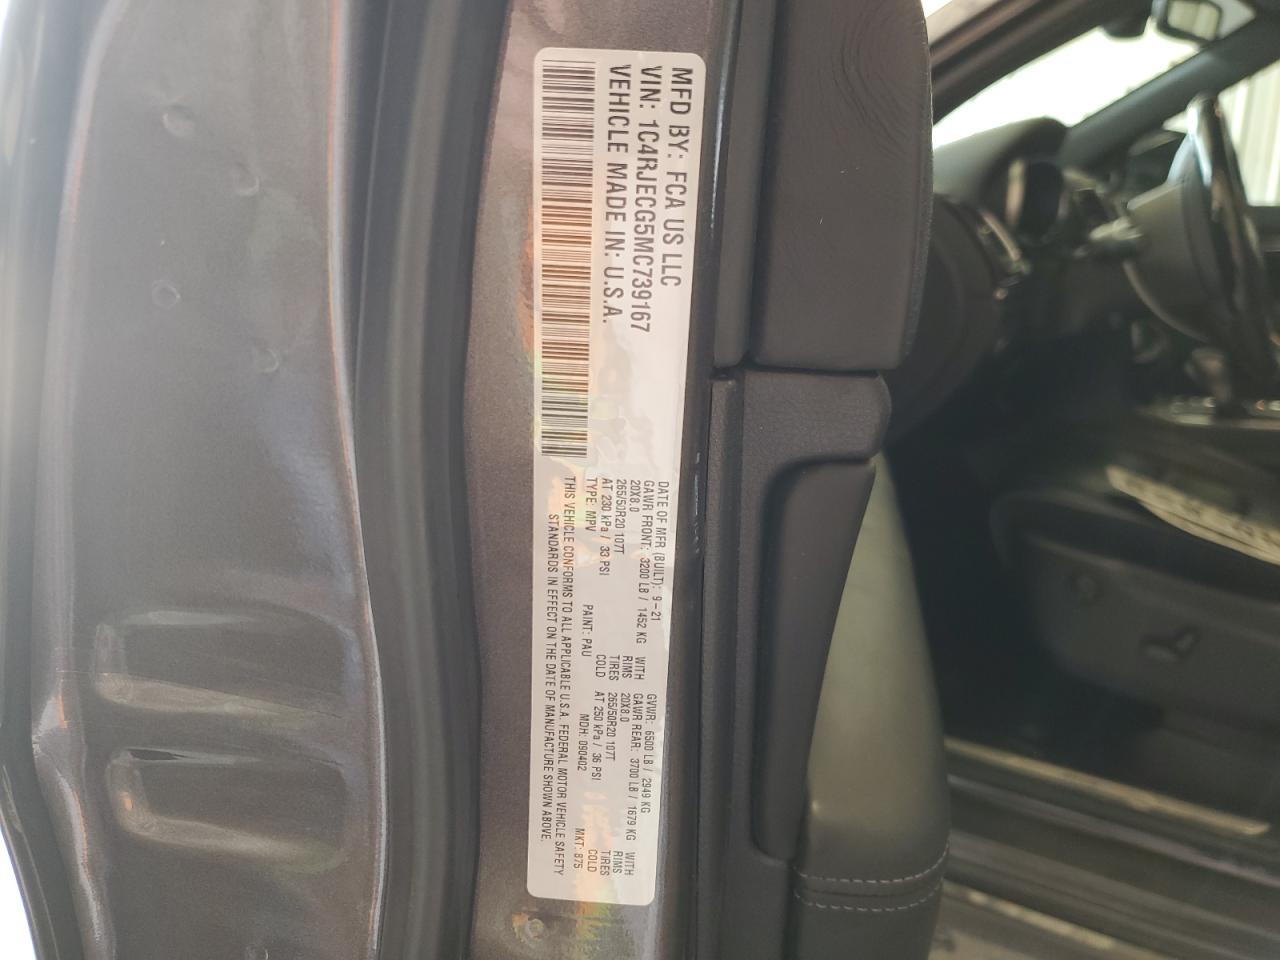 MFD BY: FCA US LLC
VIN: 1C4RJECG5MC739167
VEHICLE MADE IN: U.S.A.
DATE OF MFR (BUILT): 9-21
GVWR: 6500 LB / 2949 KG
GAWR FRONT: 3200 LB / 1452 KG WITH
GAWR REAR: 3700 LB / 1679 KG WITH
20X8.0 RIMS
20X8.0 RIMS
265/50R20 107T TIRES
265/50R20 107T TIRES
AT 230 kPa / 33 PSI COLD
AT 250 kPa / 36 PSI COLD
TYPE: MPV PAINT: PAU MDH: 090402 MKT: 875
THIS VEHICLE CONFORMS TO ALL APPLICABLE U.S.A. FEDERAL MOTOR VEHICLE SAFETY
STANDARDS IN EFFECT ON THE DATE OF MANUFACTURE SHOWN ABOVE.